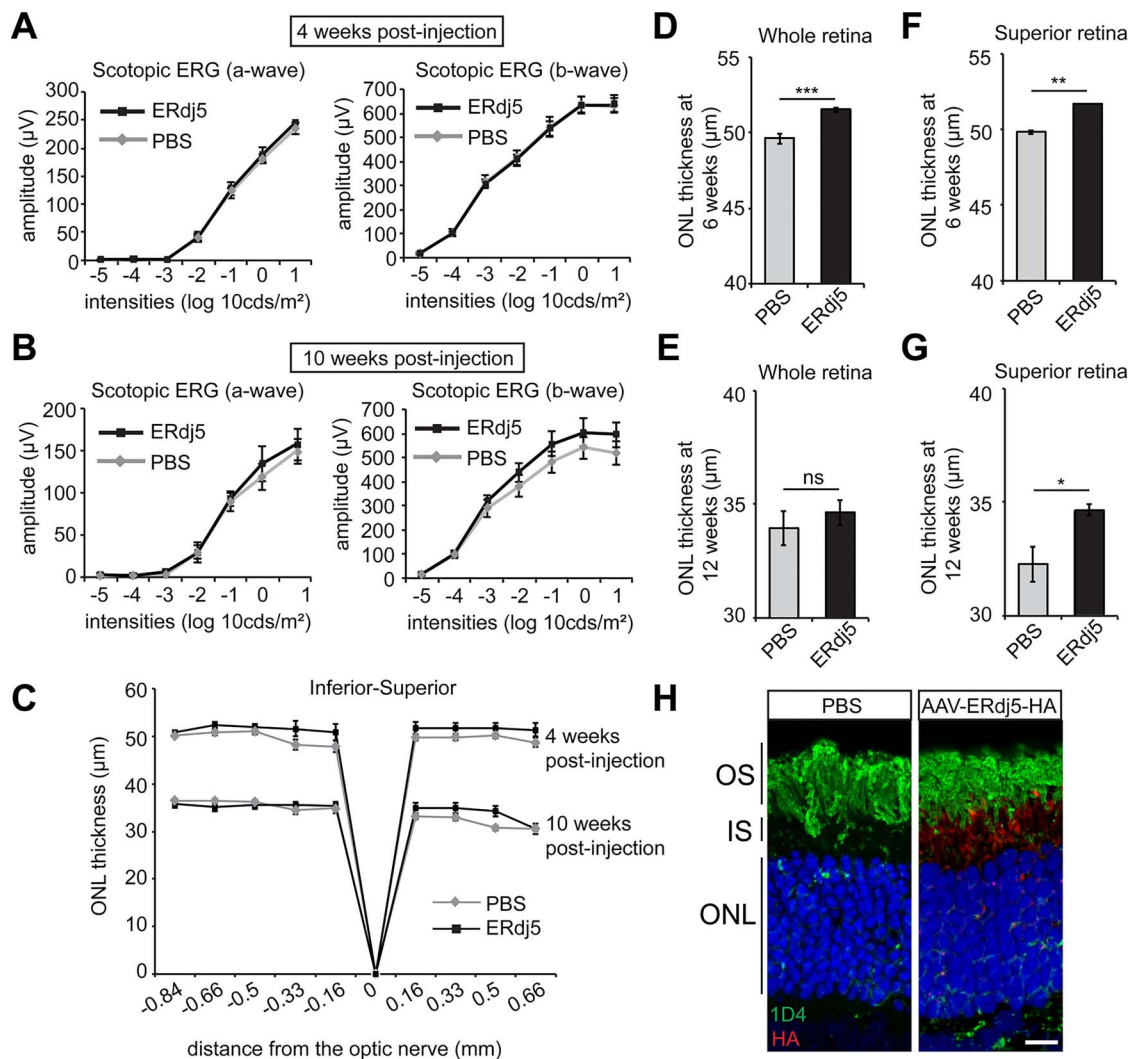 A
4 weeks post-injection
Scotopic ERG (a-wave)
ERdj5
PBS
amplitude (µV)
300
250
200
150
100
50
0
-5 -4 -3 -2 -1 0 1
intensities (log 10cds/m²)
Scotopic ERG (b-wave)
ERdj5
PBS
amplitude (µV)
700
600
500
400
300
200
100
0
-5 -4 -3 -2 -1 0 1
intensities (log 10cds/m²)
B
10 weeks post-injection
Scotopic ERG (a-wave)
ERdj5
PBS
amplitude (µV)
200
150
100
50
0
-5 -4 -3 -2 -1 0 1
intensities (log 10cds/m²)
Scotopic ERG (b-wave)
ERdj5
PBS
amplitude (µV)
700
600
500
400
300
200
100
0
-5 -4 -3 -2 -1 0 1
intensities (log 10cds/m²)
C
Inferior-Superior
ONL thickness (µm)
60
50
40
30
20
10
0
4 weeks
post-injection
10 weeks
post-injection
PBS
ERdj5
-0.84 -0.66 -0.5 -0.33 -0.16 0 0.16 0.33 0.5 0.66
distance from the optic nerve (mm)
D
Whole retina
ONL thickness at
6 weeks (µm)
55
50
45
40
***
PBS ERdj5
E
Whole retina
ONL thickness at
12 weeks (µm)
40
35
30
ns
PBS ERdj5
F
Superior retina
ONL thickness at
6 weeks (µm)
55
50
45
40
**
PBS ERdj5
G
Superior retina
ONL thickness at
12 weeks (µm)
40
35
30
*
PBS ERdj5
H
PBS AAV-ERdj5-HA
OS
IS
ONL
1D4
HA